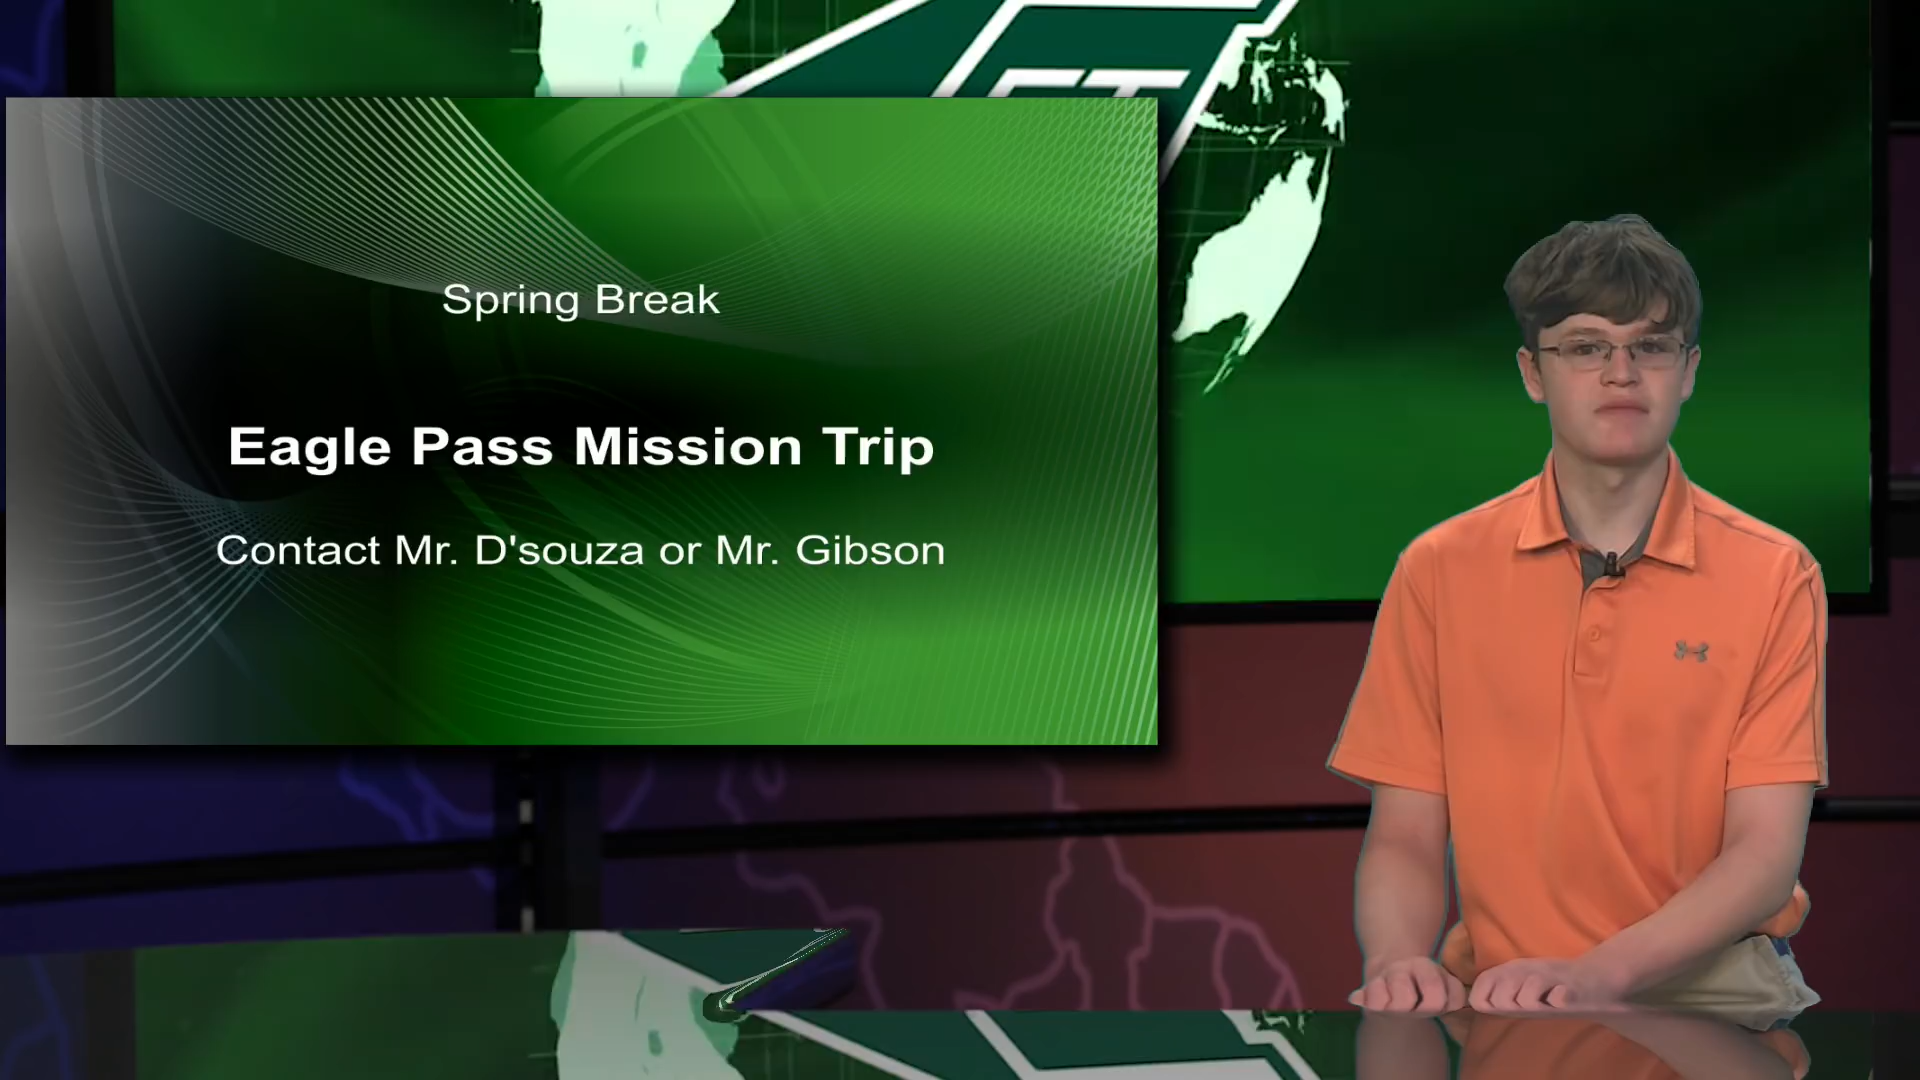 Spring Break
Eagle Pass Mission Trip
Contact Mr. D'souza or Mr. Gibson